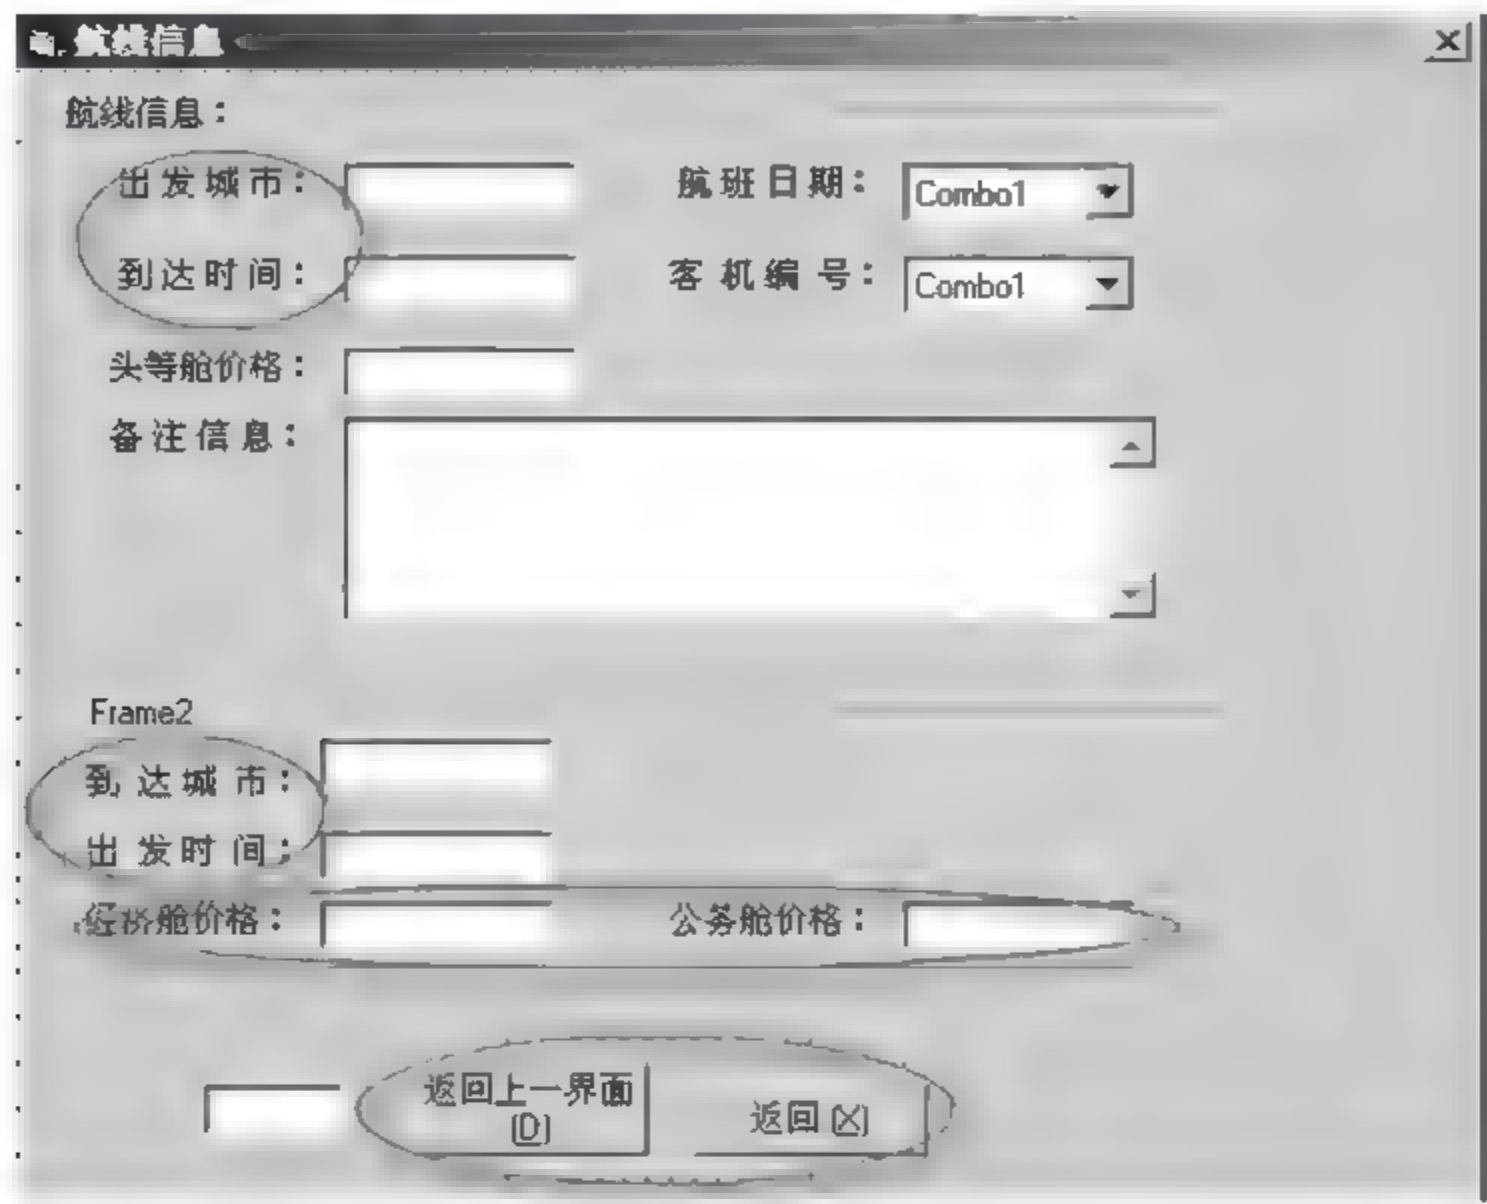 航线信息
航线信息：
出发城市： 航班日期： Combo1
到达时间： 客机编号： Combo1
头等舱价格：
备注信息：
Frame2
到达城市：
出发时间：
经济舱价格： 公务舱价格：
返回上一界面 返回(X)
(D)